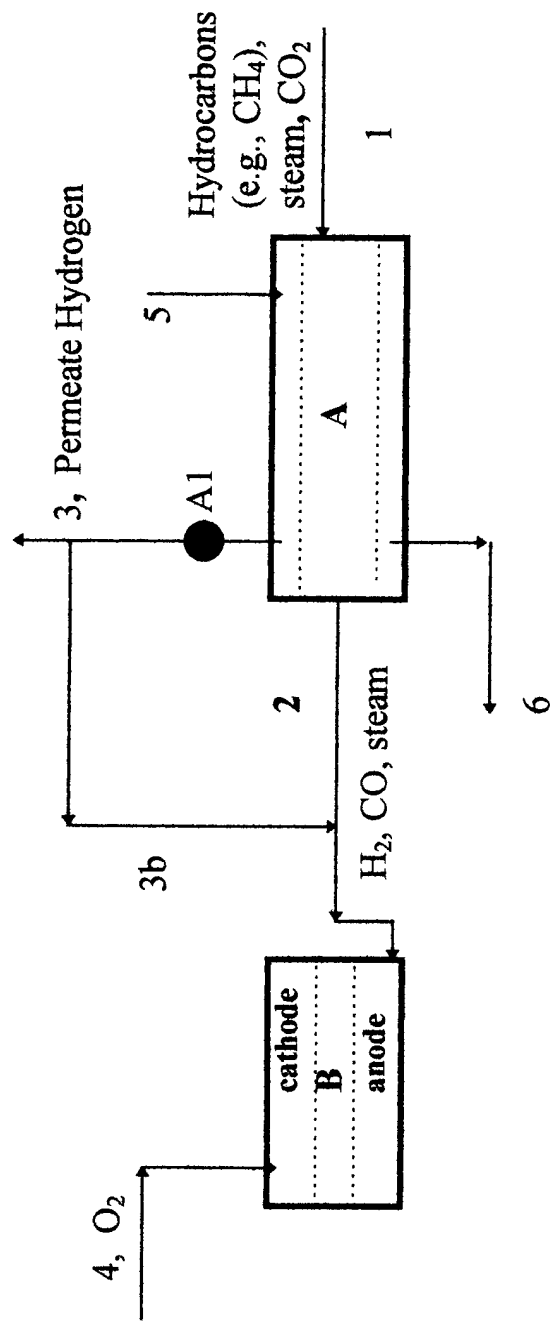 4, O₂
cathode
B
anode
3b
H₂, CO, steam
2
6
3, Permeate Hydrogen
A1
A
5
Hydrocarbons
(e.g., CH₄),
steam, CO₂
1